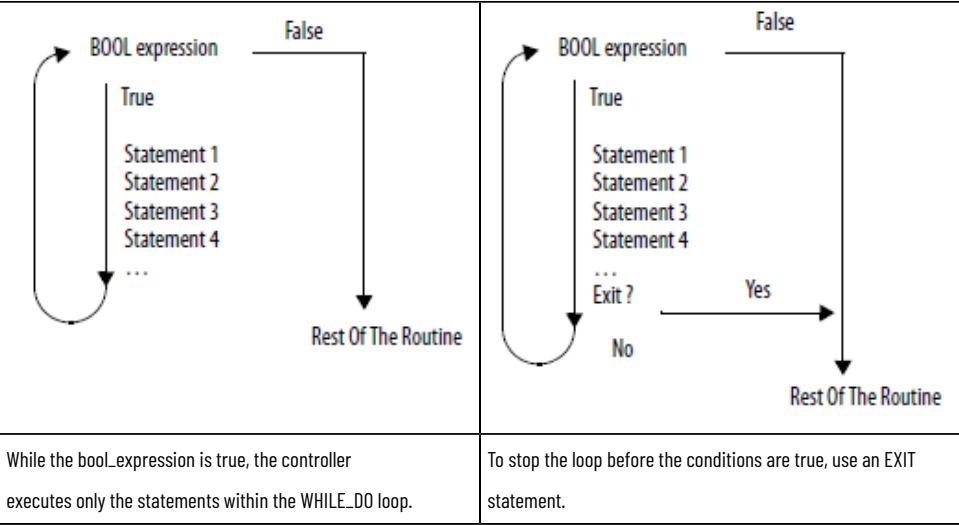 BOOL expression
False
True
Statement 1
Statement 2
Statement 3
Statement 4
...
Rest Of The Routine
BOOL expression
False
True
Statement 1
Statement 2
Statement 3
Statement 4
...
Exit ?
Yes
No
Rest Of The Routine
While the bool_expression is true, the controller
executes only the statements within the WHILE_DO loop.
To stop the loop before the conditions are true, use an EXIT
statement.